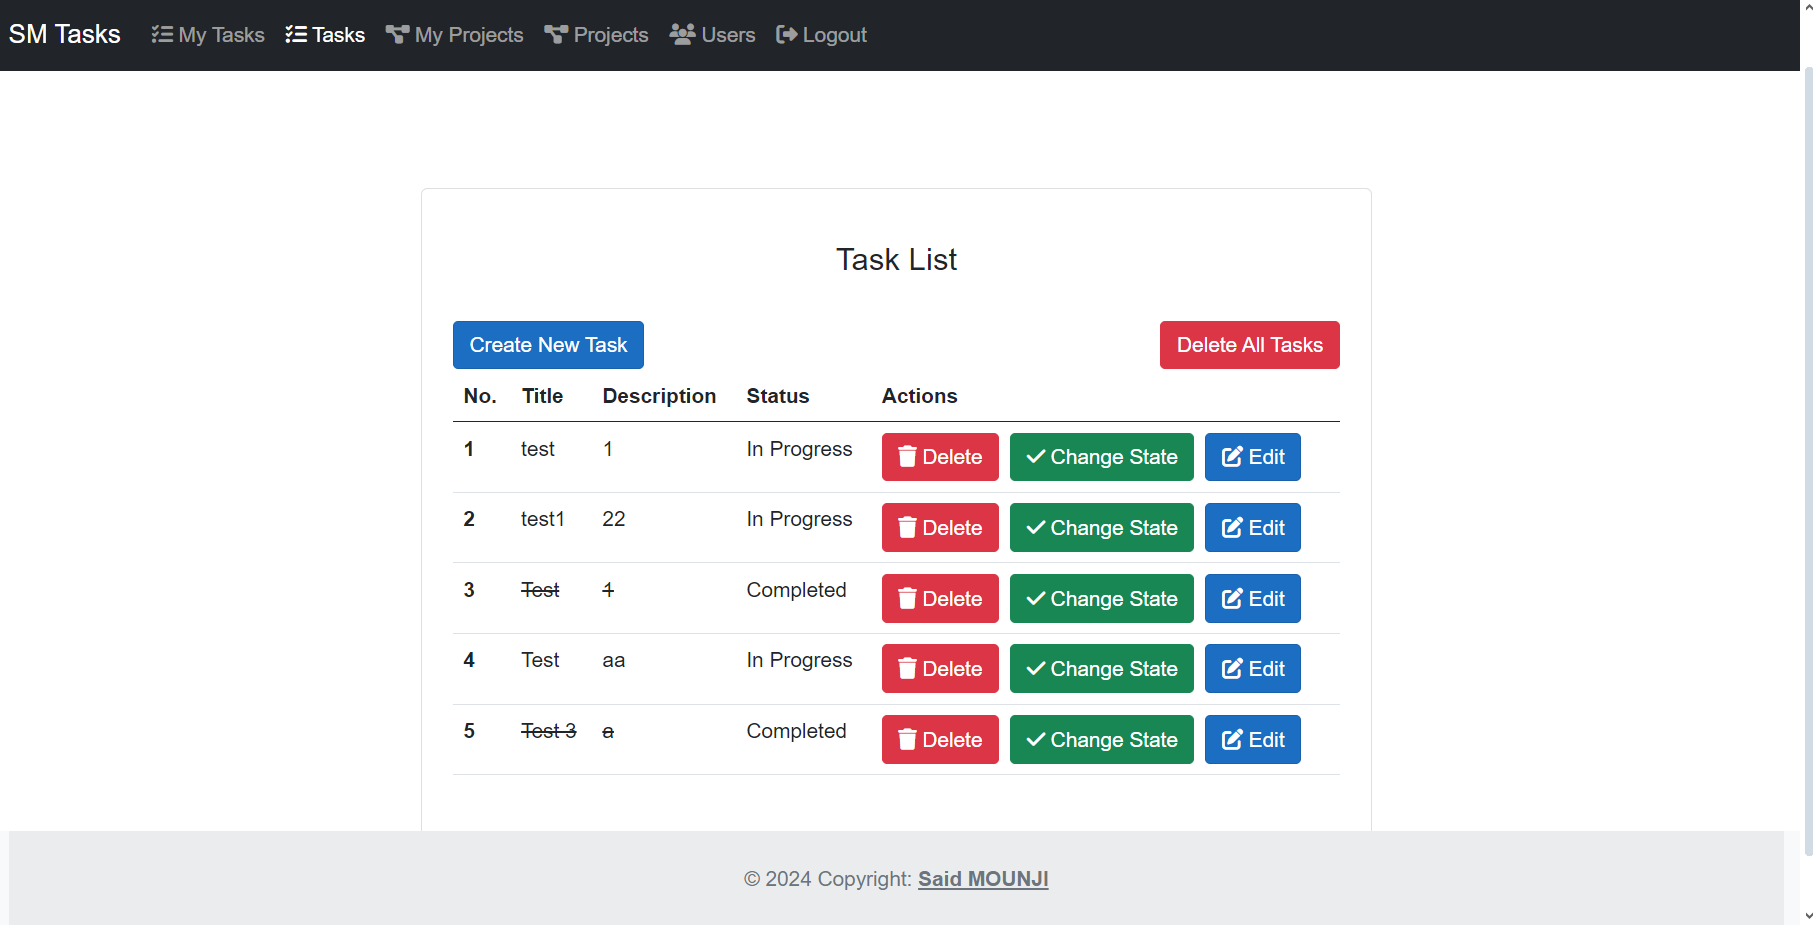 SM Tasks My Tasks Tasks My Projects Projects Users Logout
Task List
Create New Task Delete All Tasks
No. Title Description Status Actions
1 test 1 In Progress Delete Change State Edit
2 test1 22 In Progress Delete Change State Edit
3 Test 1 Completed Delete Change State Edit
4 Test aa In Progress Delete Change State Edit
5 Test 3 a Completed Delete Change State Edit
© 2024 Copyright: Said MOUNJI